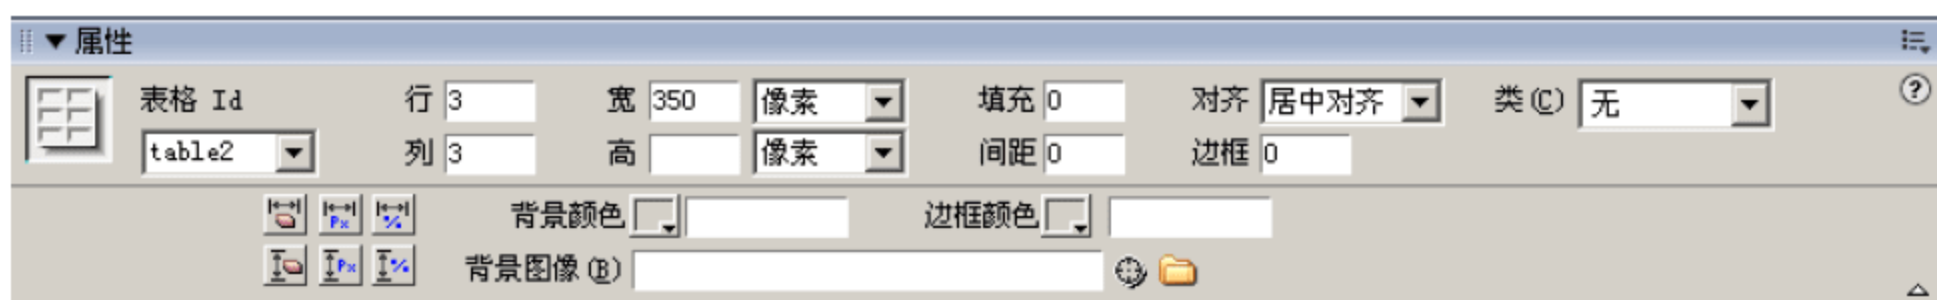 属性
表格 Id 行 3 宽 350 像素 填充 0 对齐 居中对齐 类(C) 无 ?
table2 列 3 高 像素 间距 0 边框 0
Px % 背景颜色 边框颜色
Px % 背景图像(B)